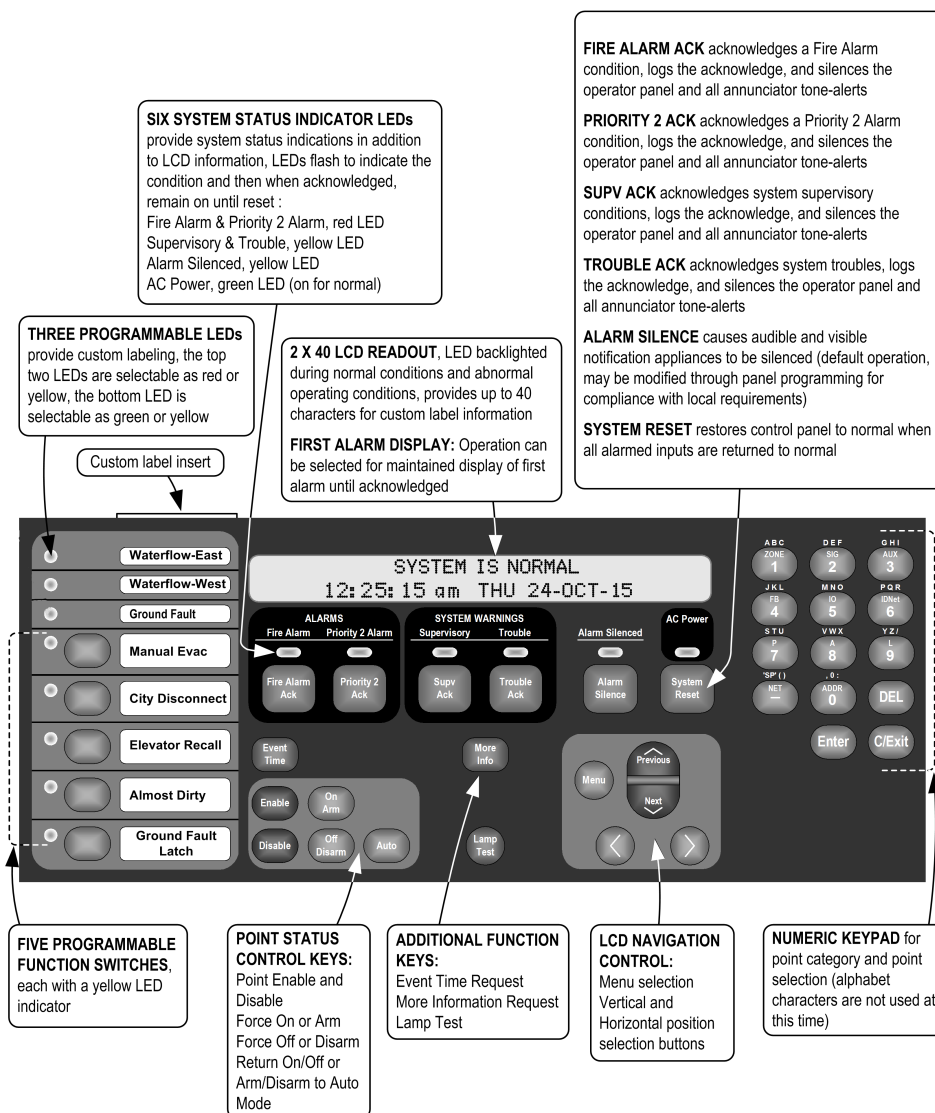 FIRE ALARM ACK acknowledges a Fire Alarm
condition, logs the acknowledge, and silences the
operator panel and all annunciator tone-alerts
PRIORITY 2 ACK acknowledges a Priority 2 Alarm
condition, logs the acknowledge, and silences the
operator panel and all annunciator tone-alerts
SUPV ACK acknowledges system supervisory
conditions, logs the acknowledge, and silences the
operator panel and all annunciator tone-alerts
TROUBLE ACK acknowledges system troubles, logs
the acknowledge, and silences the operator panel and
all annunciator tone-alerts
ALARM SILENCE causes audible and visible
notification appliances to be silenced (default operation,
may be modified through panel programming for
compliance with local requirements)
SYSTEM RESET restores control panel to normal when
all alarmed inputs are returned to normal
SIX SYSTEM STATUS INDICATOR LEDs
provide system status indications in addition
to LCD information, LEDs flash to indicate the
condition and then when acknowledged,
remain on until reset :
Fire Alarm & Priority 2 Alarm, red LED
Supervisory & Trouble, yellow LED
Alarm Silenced, yellow LED
AC Power, green LED (on for normal)
THREE PROGRAMMABLE LEDs
provide custom labeling, the top
two LEDs are selectable as red or
yellow, the bottom LED is
selectable as green or yellow
2 X 40 LCD READOUT, LED backlighted
during normal conditions and abnormal
operating conditions, provides up to 40
characters for custom label information
FIRST ALARM DISPLAY: Operation can
be selected for maintained display of first
alarm until acknowledged
Custom label insert
Waterflow-East
Waterflow-West
Ground Fault
Manual Evac
City Disconnect
Elevator Recall
Almost Dirty
Ground Fault
Latch
SYSTEM IS NORMAL
12:25:15 am THU 24-OCT-15
ALARMS
Fire Alarm Priority 2 Alarm
SYSTEM WARNINGS
Supervisory Trouble
Alarm Silenced
AC Power
Fire Alarm
Ack
Priority 2
Ack
Supv
Ack
Trouble
Ack
Alarm
Silence
System
Reset
Event
Time
More
Info
Enable
On
Arm
Disable
Off
Disarm
Auto
Lamp
Test
Menu
Previous
Next
A B C D E F G H I
ZONE SIG AUX
1 2 3
J K L M N O P Q R
FB IO IDNet
4 5 6
S T U V W X Y Z /
P A L
7 8 9
'SP' ( ) , 0 :
NET ADDR
– 0 DEL
Enter C/Exit
FIVE PROGRAMMABLE
FUNCTION SWITCHES,
each with a yellow LED
indicator
POINT STATUS
CONTROL KEYS:
Point Enable and
Disable
Force On or Arm
Force Off or Disarm
Return On/Off or
Arm/Disarm to Auto
Mode
ADDITIONAL FUNCTION
KEYS:
Event Time Request
More Information Request
Lamp Test
LCD NAVIGATION
CONTROL:
Menu selection
Vertical and
Horizontal position
selection buttons
NUMERIC KEYPAD for
point category and point
selection (alphabet
characters are not used at
this time)